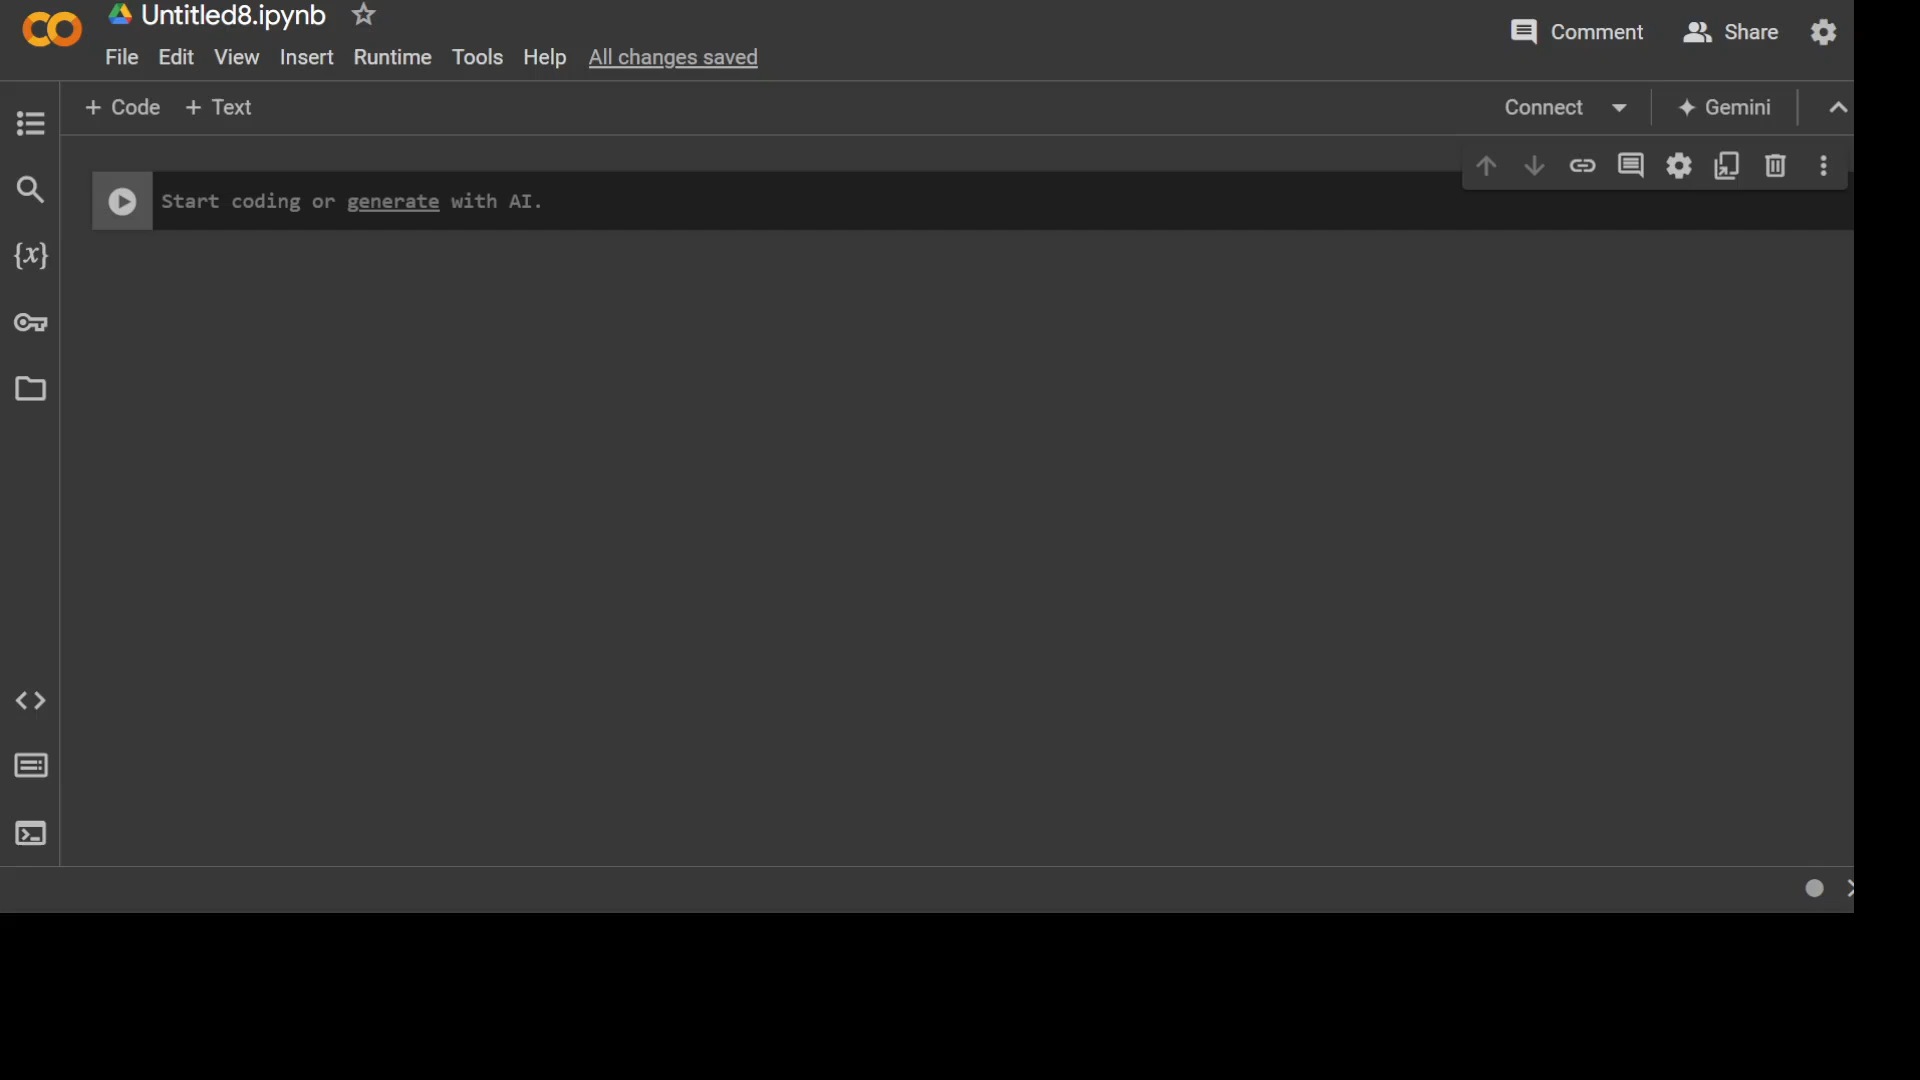 Untitled8.ipynb
File Edit View Insert Runtime Tools Help All changes saved
Comment Share
+ Code + Text
Connect Gemini
{x}
Start coding or generate with AI.